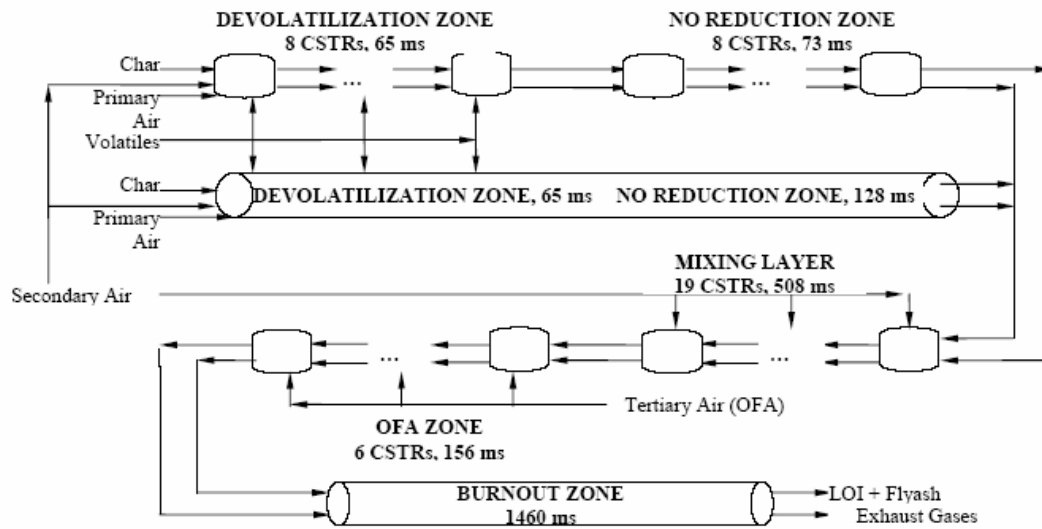 DEVOLATILIZATION ZONE
8 CSTRs, 65 ms
NO REDUCTION ZONE
8 CSTRs, 73 ms
Char
...
...
Primary
Air
Volatiles
Char
DEVOLATILIZATION ZONE, 65 ms
NO REDUCTION ZONE, 128 ms
Primary
Air
MIXING LAYER
19 CSTRs, 508 ms
Secondary Air
...
...
Tertiary Air (OFA)
OFA ZONE
6 CSTRs, 156 ms
BURNOUT ZONE
1460 ms
LOI + Flyash
Exhaust Gases